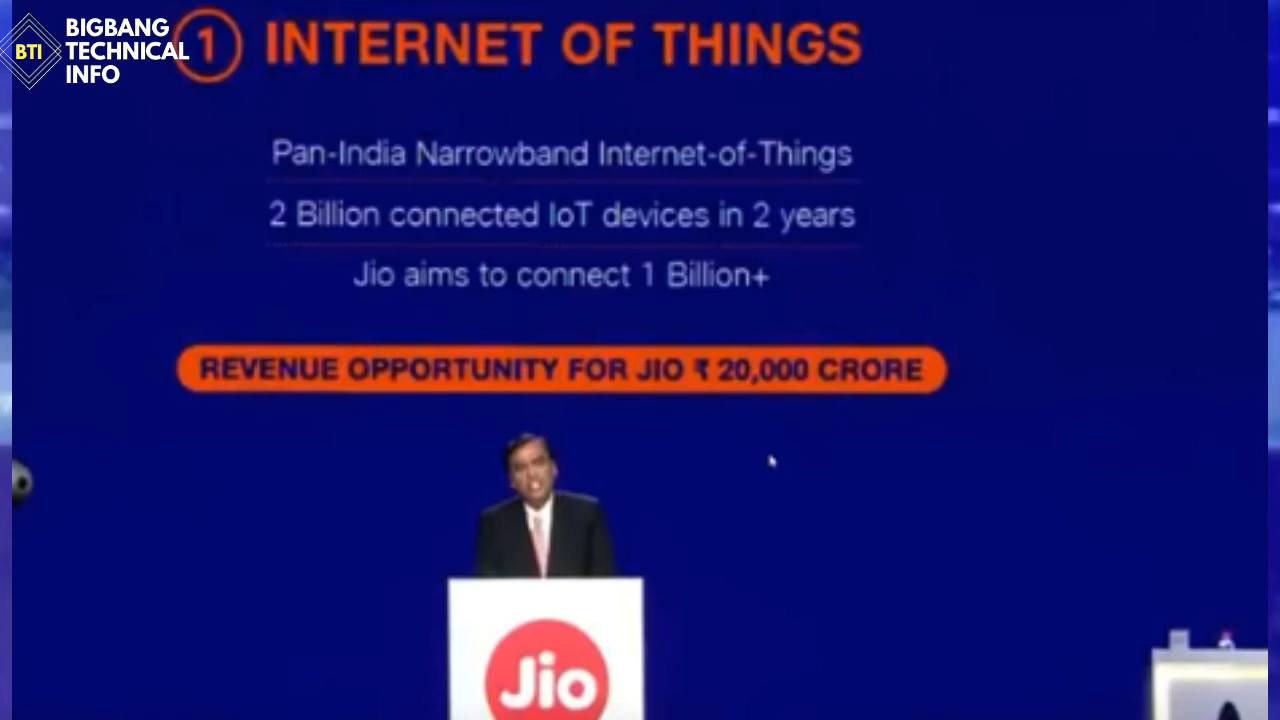 BTI
BIGBANG
TECHNICAL
INFO
1
INTERNET OF THINGS
Pan-India Narrowband Internet-of-Things
2 Billion connected IoT devices in 2 years
Jio aims to connect 1 Billion+
REVENUE OPPORTUNITY FOR JIO ₹ 20,000 CRORE
Jio